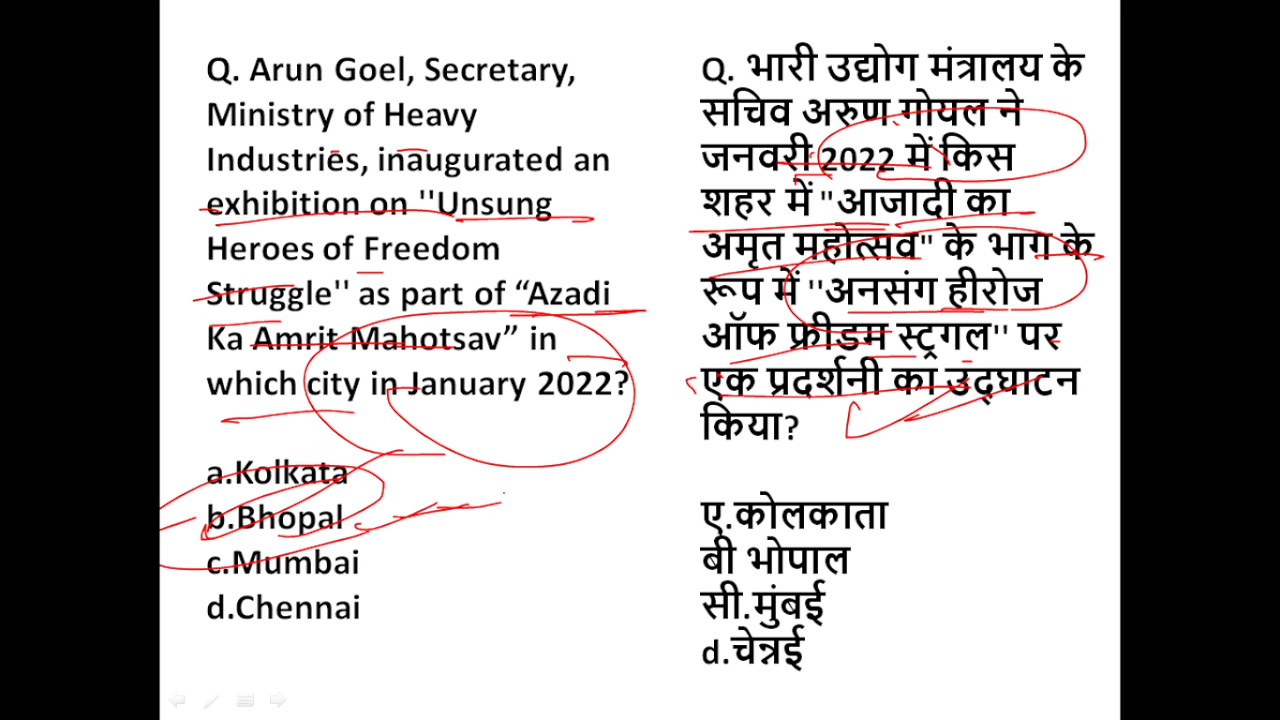 Q. Arun Goel, Secretary,
Ministry of Heavy
Industries, inaugurated an
exhibition on ''Unsung
Heroes of Freedom
Struggle'' as part of “Azadi
Ka Amrit Mahotsav” in
which city in January 2022?
a.Kolkata
b.Bhopal
c.Mumbai
d.Chennai
Q. भारी उद्योग मंत्रालय के
सचिव अरुण गोयल ने
जनवरी 2022 में किस
शहर में "आजादी का
अमृत महोत्सव" के भाग के
रूप में ''अनसंग हीरोज
ऑफ फ्रीडम स्ट्रगल'' पर
एक प्रदर्शनी का उद्घाटन
किया?
ए.कोलकाता
बी भोपाल
सी.मुंबई
d.चेन्नई